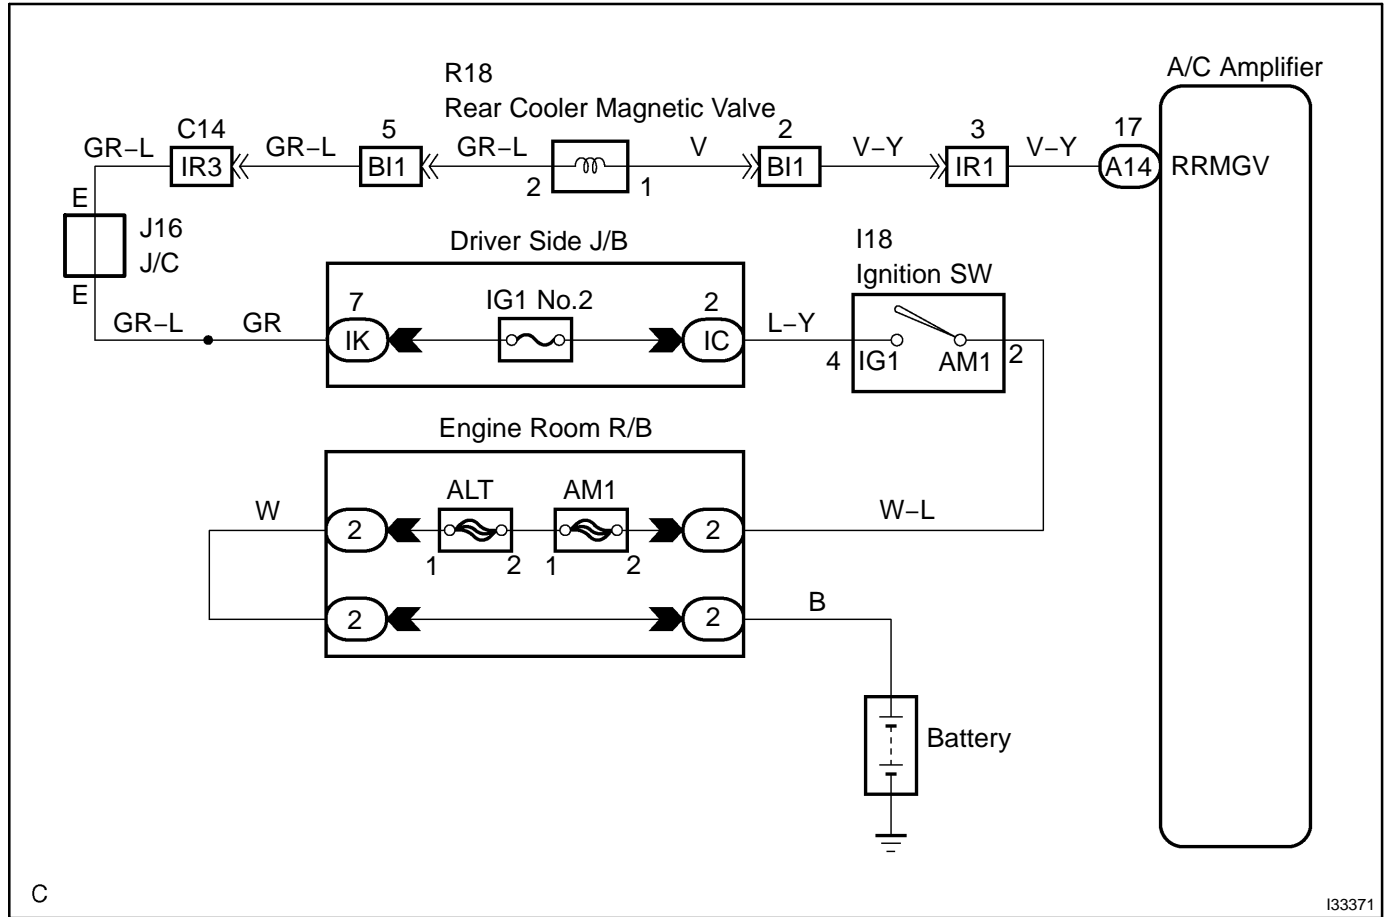 R18
Rear Cooler Magnetic Valve
A/C Amplifier
GR–L
C14
IR3
GR–L
5
BI1
GR–L
2
1
V
2
BI1
V–Y
3
IR1
V–Y
17
A14
RRMGV
E
J16
J/C
E
GR–L
GR
Driver Side J/B
7
IK
IG1 No.2
2
IC
L–Y
I18
Ignition SW
4
IG1
AM1
2
Engine Room R/B
W
2
ALT
1
2
AM1
1
2
2
W–L
2
2
B
Battery
C
I33371